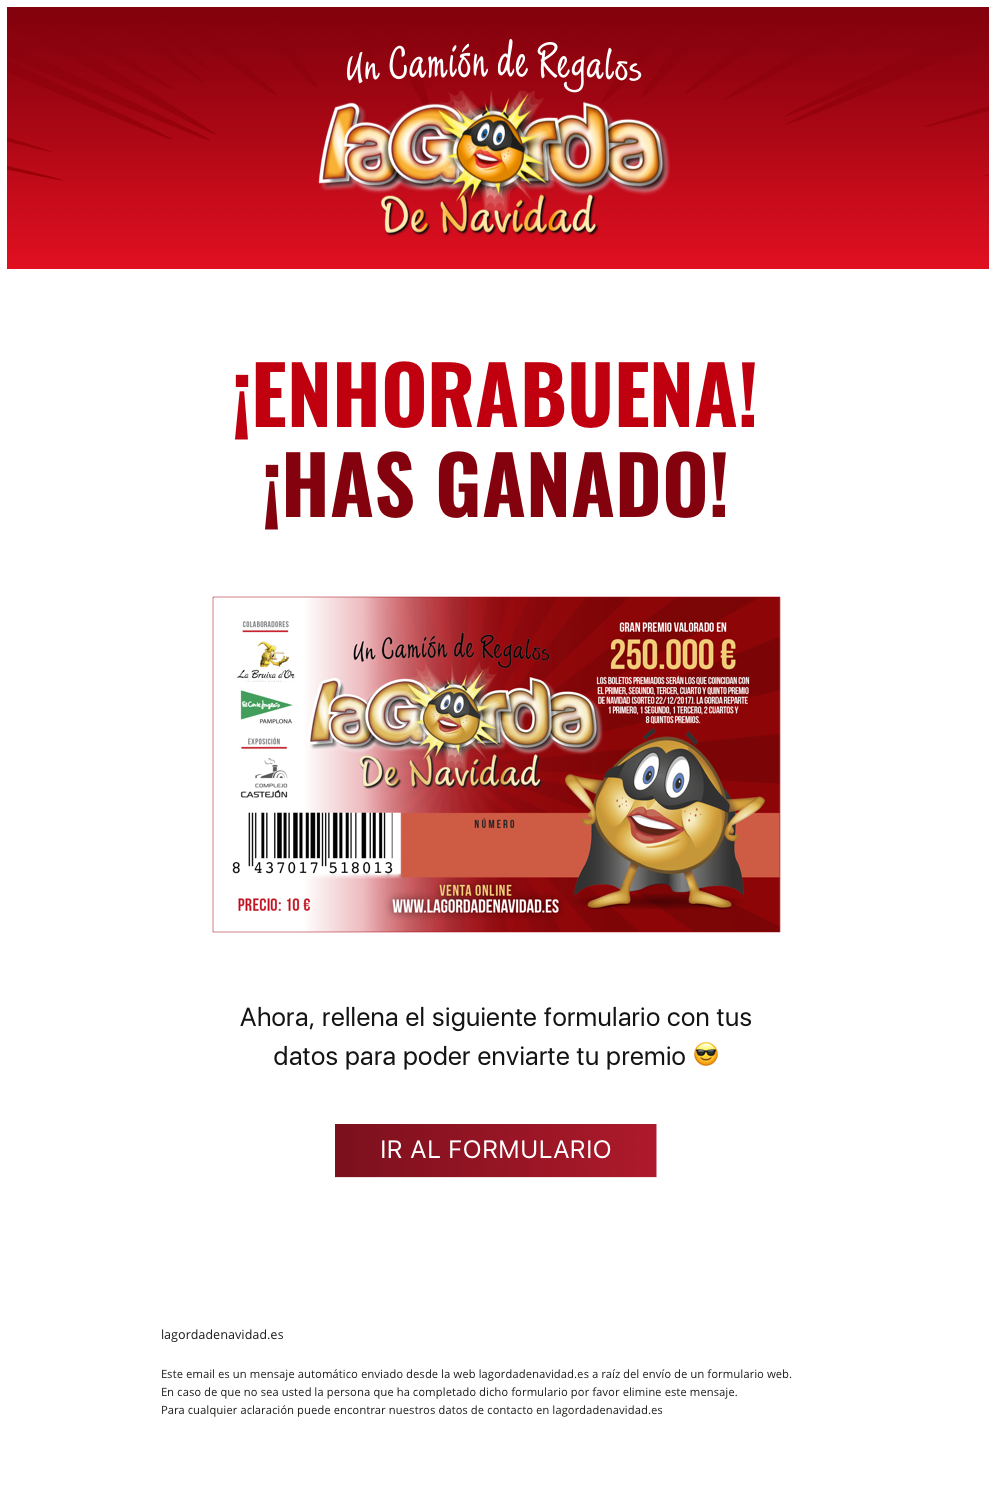 Un Camión de Regalos
laGorda
De Navidad
¡ENHORABUENA!
¡HAS GANADO!
COLABORADORES
La Bruixa d'Or
El Corte Inglés
PAMPLONA
EXPOSICIÓN
COMPLEJO
CASTEJÓN
Un Camión de Regalos
laGorda
De Navidad
GRAN PREMIO VALORADO EN
250.000 €
LOS BOLETOS PREMIADOS SERÁN LOS QUE COINCIDAN CON
EL PRIMER, SEGUNDO, TERCER, CUARTO Y QUINTO PREMIO
DE NAVIDAD (SORTEO 22/12/2017). LA GORDA REPARTE
1 PRIMERO, 1 SEGUNDO, 1 TERCERO, 2 CUARTOS Y
8 QUINTOS PREMIOS.
NÚMERO
8 437017 518013
PRECIO: 10 €
VENTA ONLINE
WWW.LAGORDADENAVIDAD.ES
Ahora, rellena el siguiente formulario con tus
datos para poder enviarte tu premio 😎
IR AL FORMULARIO
lagordadenavidad.es
Este email es un mensaje automático enviado desde la web lagordadenavidad.es a raíz del envío de un formulario web.
En caso de que no sea usted la persona que ha completado dicho formulario por favor elimine este mensaje.
Para cualquier aclaración puede encontrar nuestros datos de contacto en lagordadenavidad.es